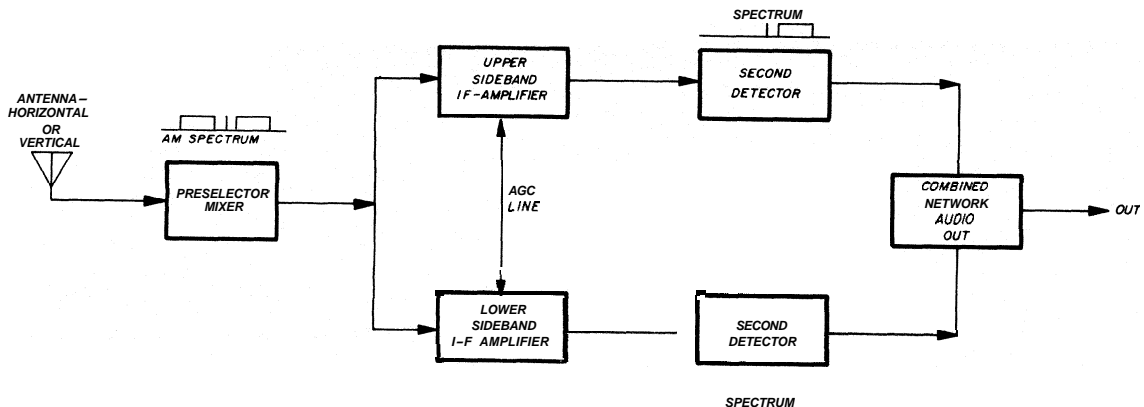 ANTENNA-
HORIZONTAL
OR
VERTICAL
AM SPECTRUM
PRESELECTOR
MIXER
UPPER
SIDEBAND
IF-AMPLIFIER
AGC
LINE
LOWER
SIDEBAND
I-F AMPLIFIER
SPECTRUM
SECOND
DETECTOR
SECOND
DETECTOR
SPECTRUM
COMBINED
NETWORK
AUDIO
OUT
OUT